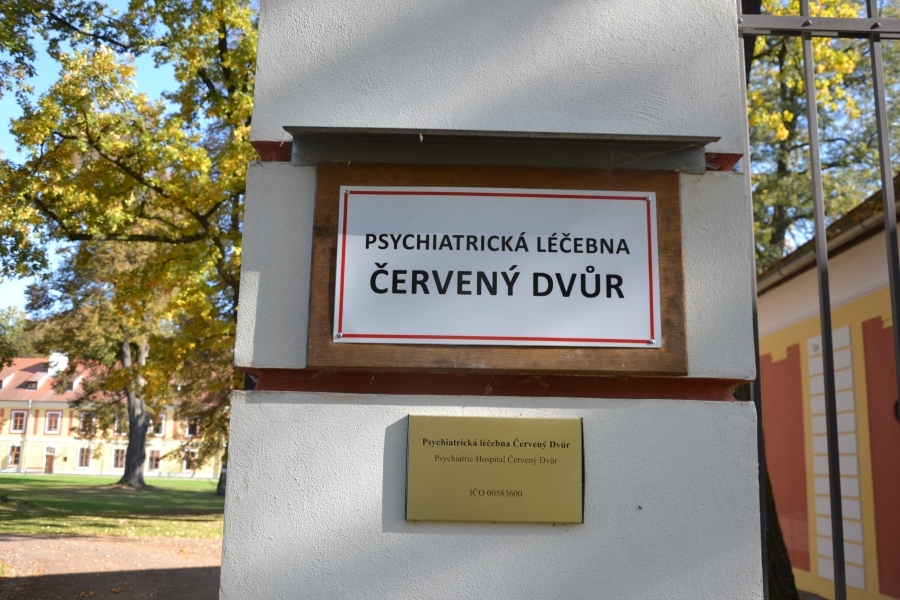 PSYCHIATRICKÁ LÉČEBNA
ČERVENÝ DVŮR
Psychiatrická léčebna Červený Dvůr
Psychiatric Hospital Červený Dvůr
IČO 00583600